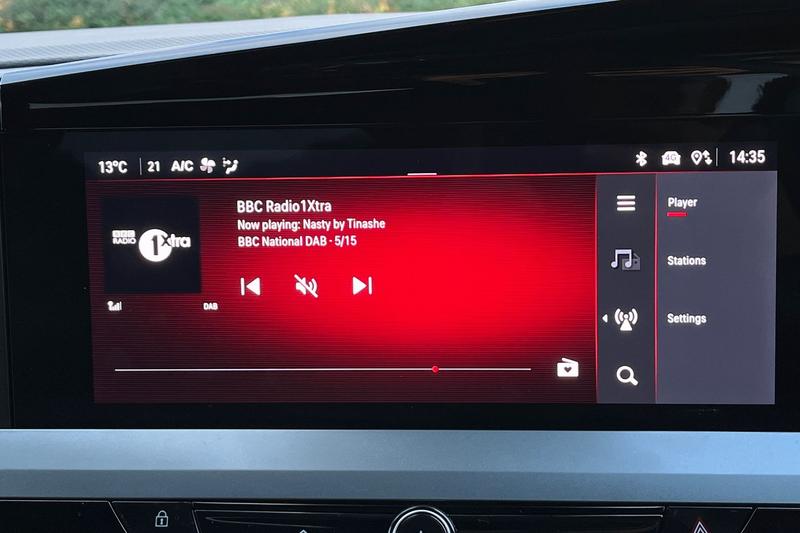 13°C 21 A/C 4G 14:35
BBC Radio1Xtra
Now playing: Nasty by Tinashe
BBC National DAB - 5/15
BBC
RADIO 1Xtra
DAB
Player
Stations
Settings